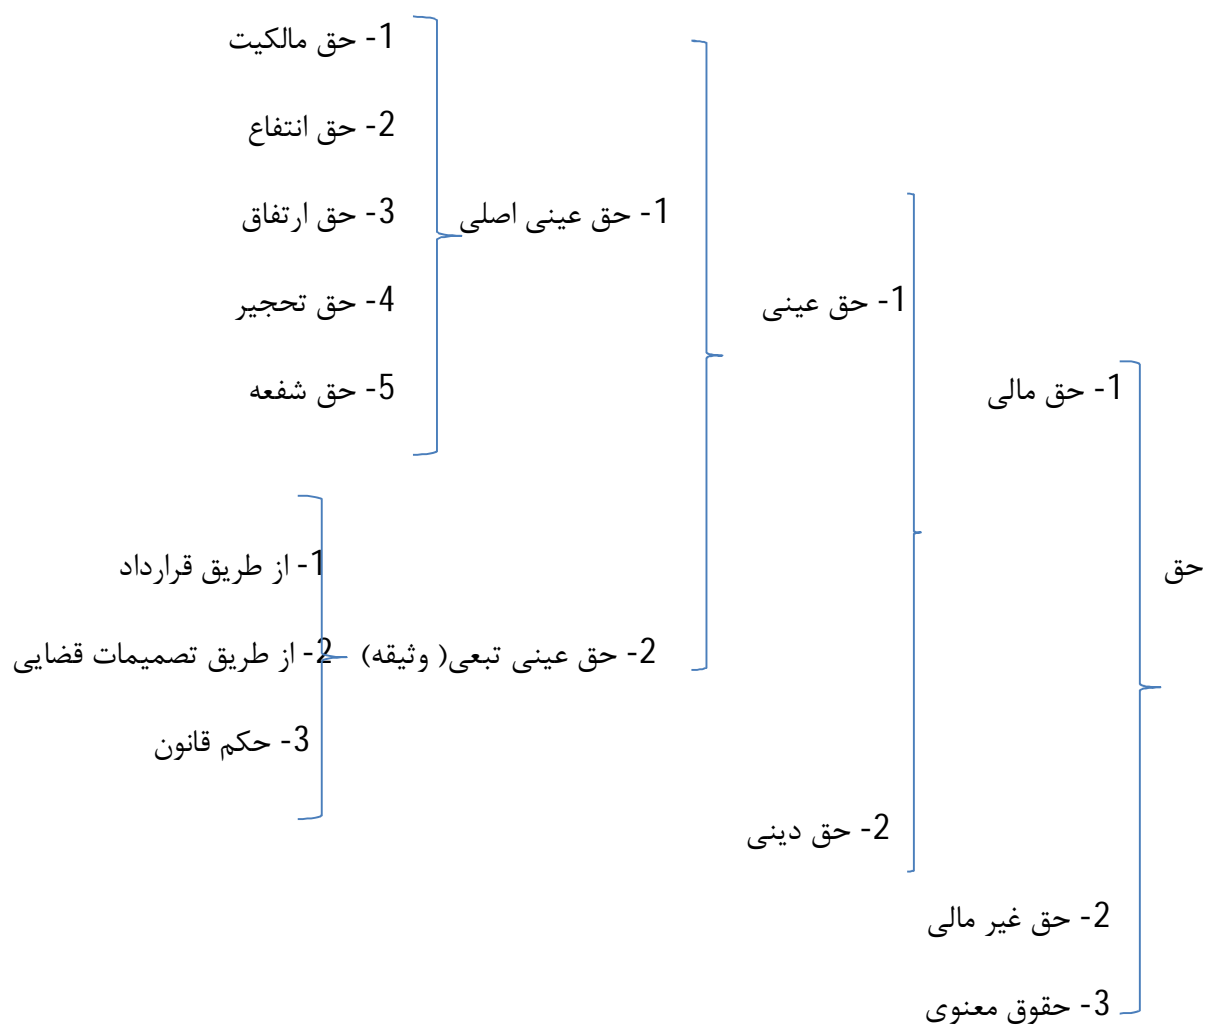 1- حق مالکیت
2- حق انتفاع
1- حق عینی اصلی 3- حق ارتفاق
1- حق عینی 4- حق تحجیر
1- حق مالی 5- حق شفعه
حق 1- از طریق قرارداد
2- حق عینی تبعی( وثیقه) 2- از طریق تصمیمات قضایی
3- حکم قانون
2- حق دینی
2- حق غیر مالی
3- حقوق معنوی